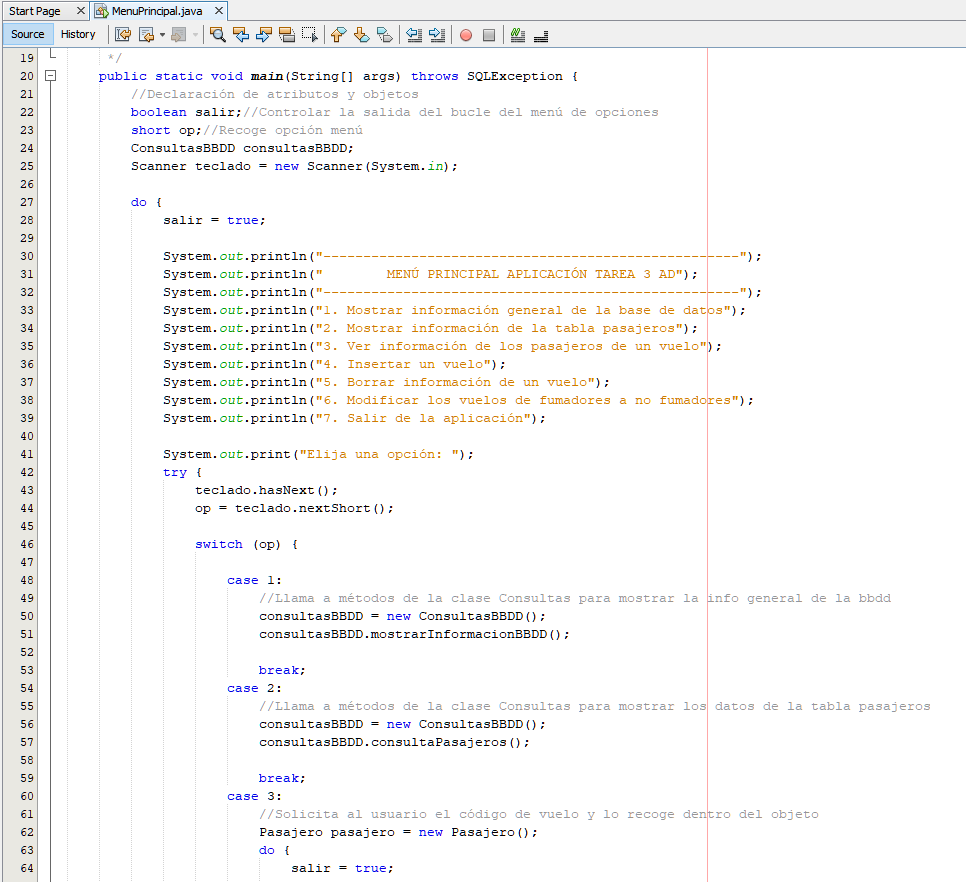 Start Page
MenuPrincipal.java
Source History
19 */
20 public static void main(String[] args) throws SQLException {
21 //Declaración de atributos y objetos
22 boolean salir;//Controlar la salida del bucle del menú de opciones
23 short op;//Recoge opción menú
24 ConsultasBBDD consultasBBDD;
25 Scanner teclado = new Scanner(System.in);
26
27 do {
28 salir = true;
29
30 System.out.println("----------------------------------------------------");
31 System.out.println("        MENÚ PRINCIPAL APLICACIÓN TAREA 3 AD");
32 System.out.println("----------------------------------------------------");
33 System.out.println("1. Mostrar información general de la base de datos");
34 System.out.println("2. Mostrar información de la tabla pasajeros");
35 System.out.println("3. Ver información de los pasajeros de un vuelo");
36 System.out.println("4. Insertar un vuelo");
37 System.out.println("5. Borrar información de un vuelo");
38 System.out.println("6. Modificar los vuelos de fumadores a no fumadores");
39 System.out.println("7. Salir de la aplicación");
40
41 System.out.print("Elija una opción: ");
42 try {
43 teclado.hasNext();
44 op = teclado.nextShort();
45
46 switch (op) {
47
48 case 1:
49 //Llama a métodos de la clase Consultas para mostrar la info general de la bbdd
50 consultasBBDD = new ConsultasBBDD();
51 consultasBBDD.mostrarInformacionBBDD();
52
53 break;
54 case 2:
55 //Llama a métodos de la clase Consultas para mostrar los datos de la tabla pasajeros
56 consultasBBDD = new ConsultasBBDD();
57 consultasBBDD.consultaPasajeros();
58
59 break;
60 case 3:
61 //Solicita al usuario el código de vuelo y lo recoge dentro del objeto
62 Pasajero pasajero = new Pasajero();
63 do {
64 salir = true;